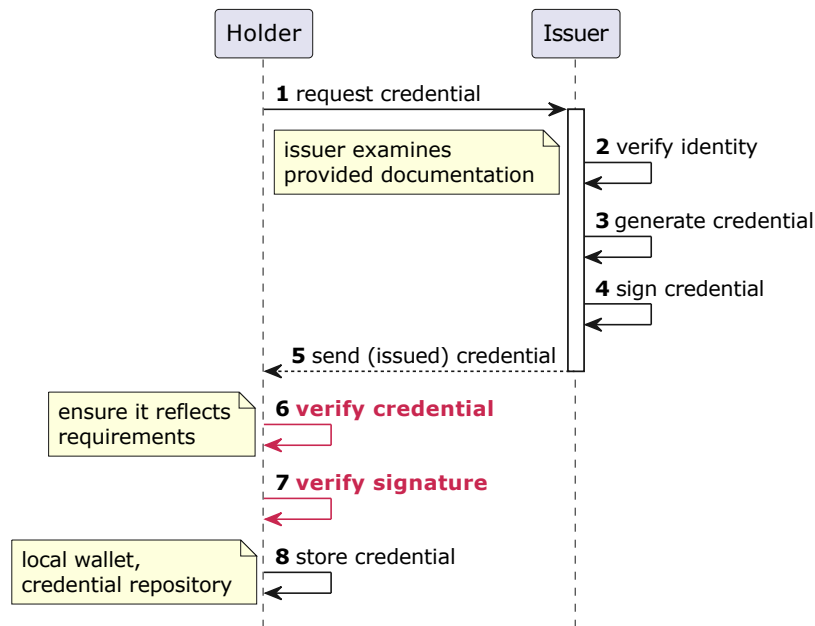 Holder
Issuer
1 request credential
issuer examines
provided documentation
2 verify identity
3 generate credential
4 sign credential
5 send (issued) credential
ensure it reflects
requirements
6 verify credential
7 verify signature
local wallet,
credential repository
8 store credential